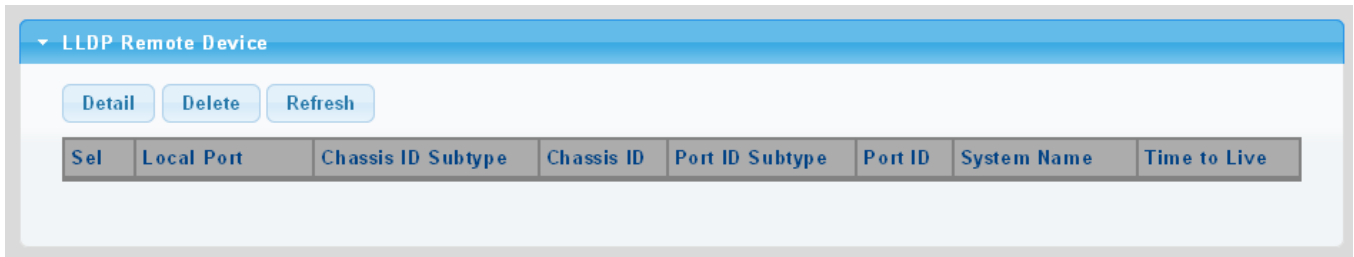 LLDP Remote Device
Detail Delete Refresh
Sel Local Port Chassis ID Subtype Chassis ID Port ID Subtype Port ID System Name Time to Live